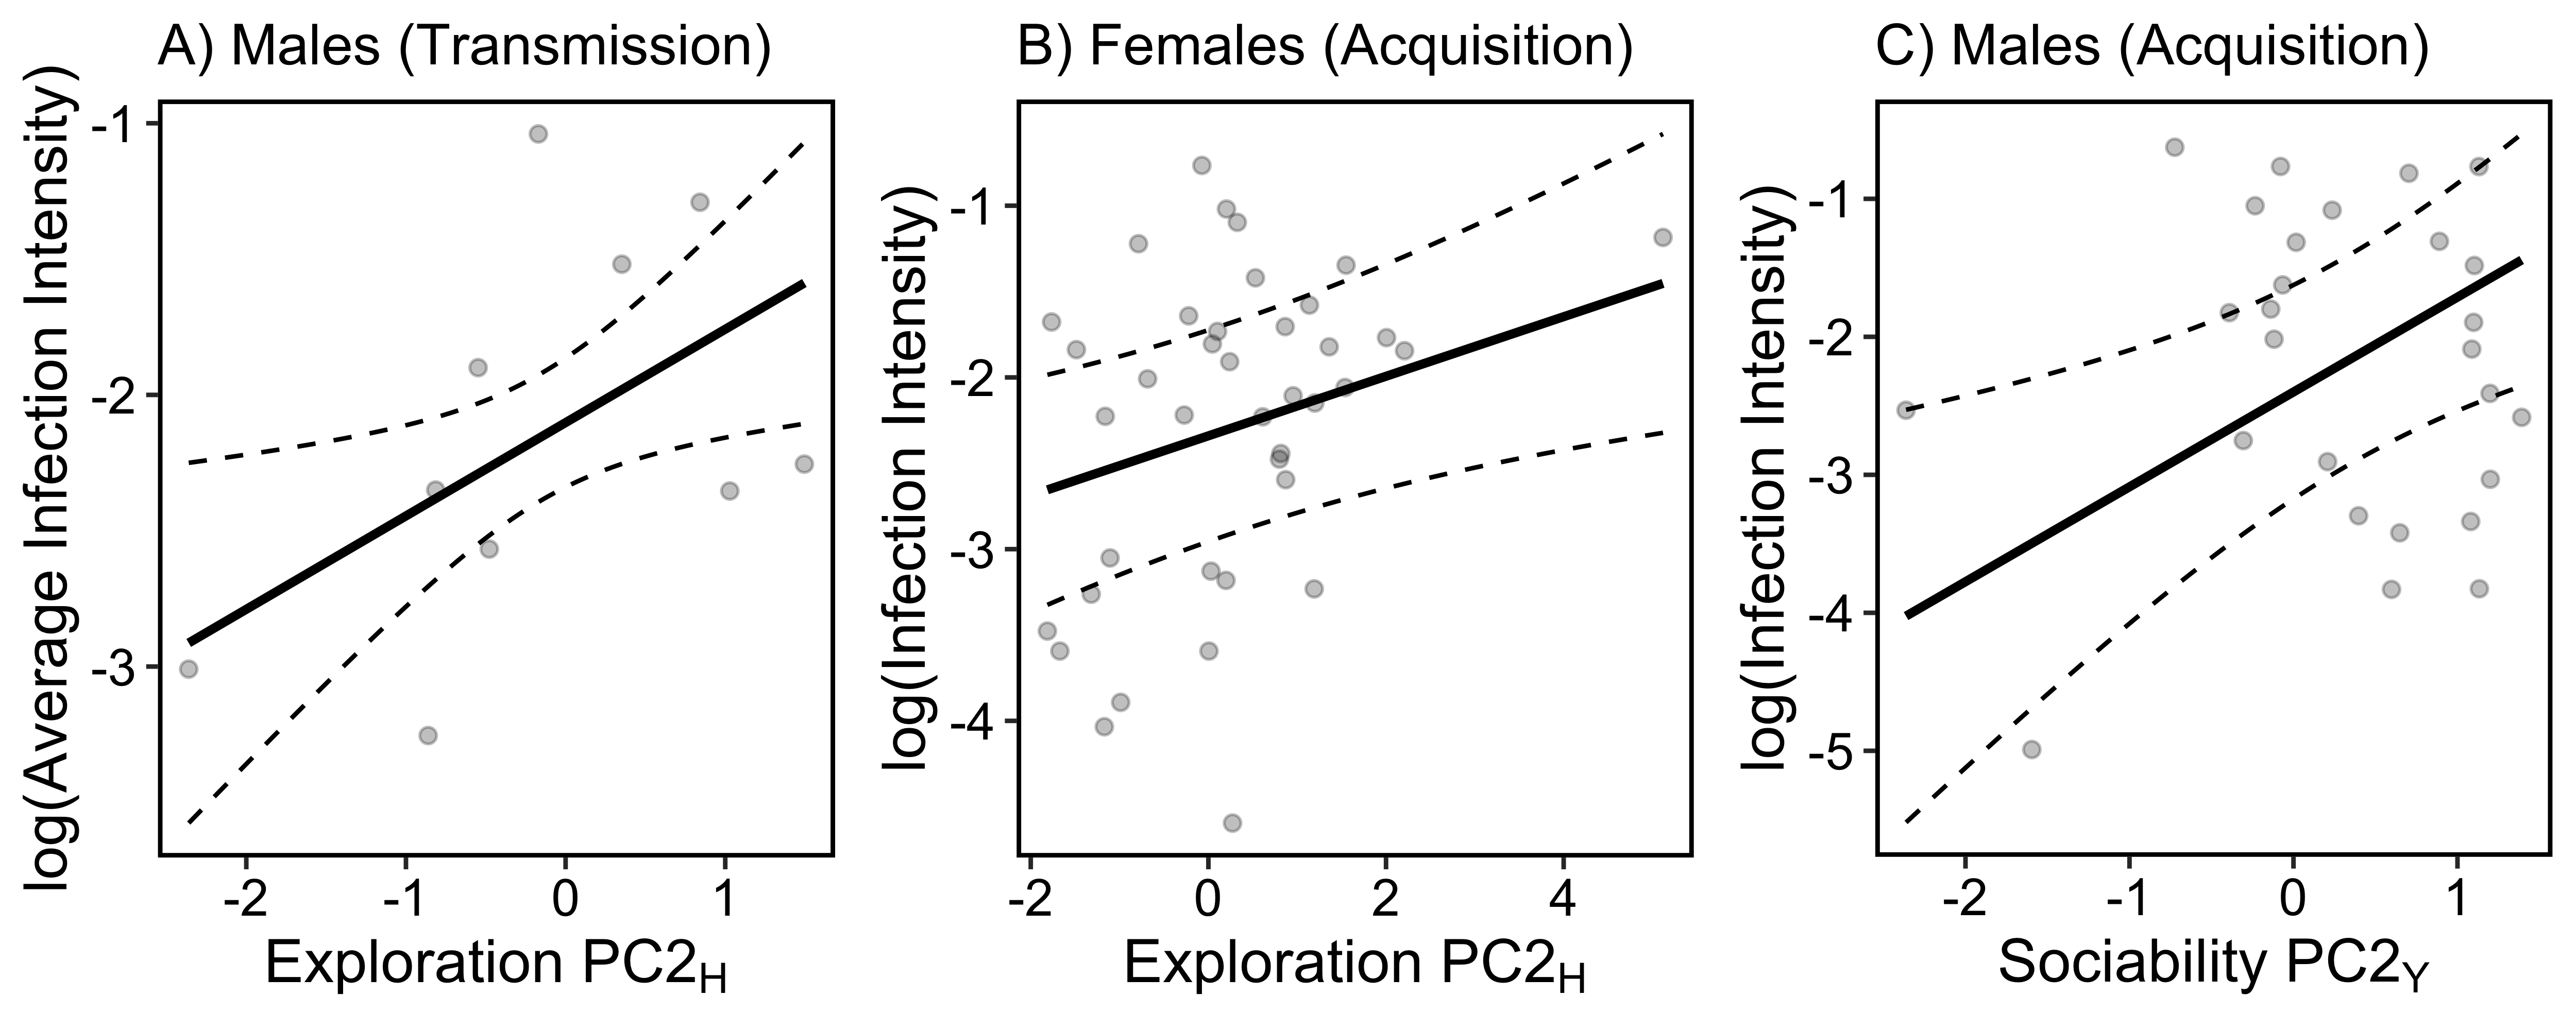 A) Males (Transmission)
log(Average Infection Intensity)
-1
-2
-3
-2
-1
0
1
Exploration PC2H
B) Females (Acquisition)
log(Infection Intensity)
-1
-2
-3
-4
-2
0
2
4
Exploration PC2H
C) Males (Acquisition)
log(Infection Intensity)
-1
-2
-3
-4
-5
-2
-1
0
1
Sociability PC2Y